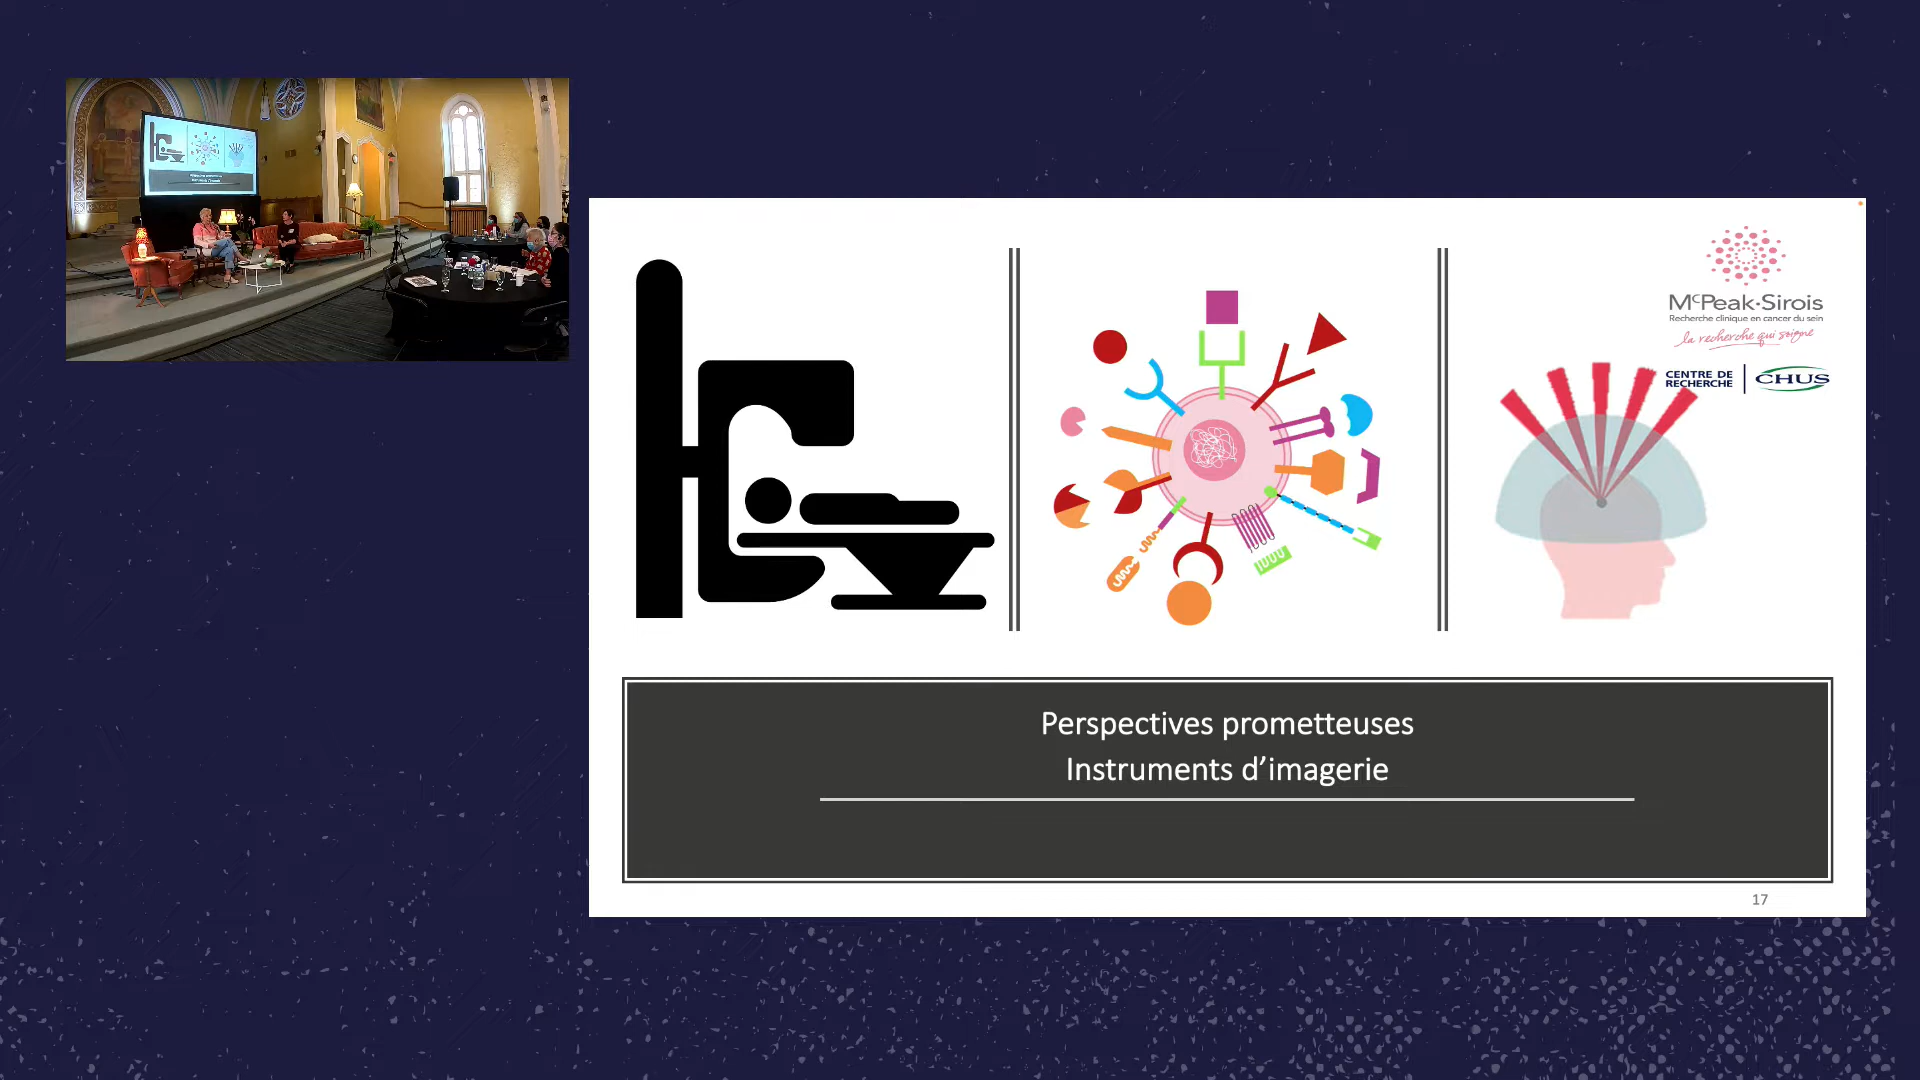 McPeak·Sirois
Recherche clinique en cancer du sein
la recherche qui soigne
CENTRE DE
RECHERCHE
CHUS
Perspectives prometteuses
Instruments d’imagerie
17